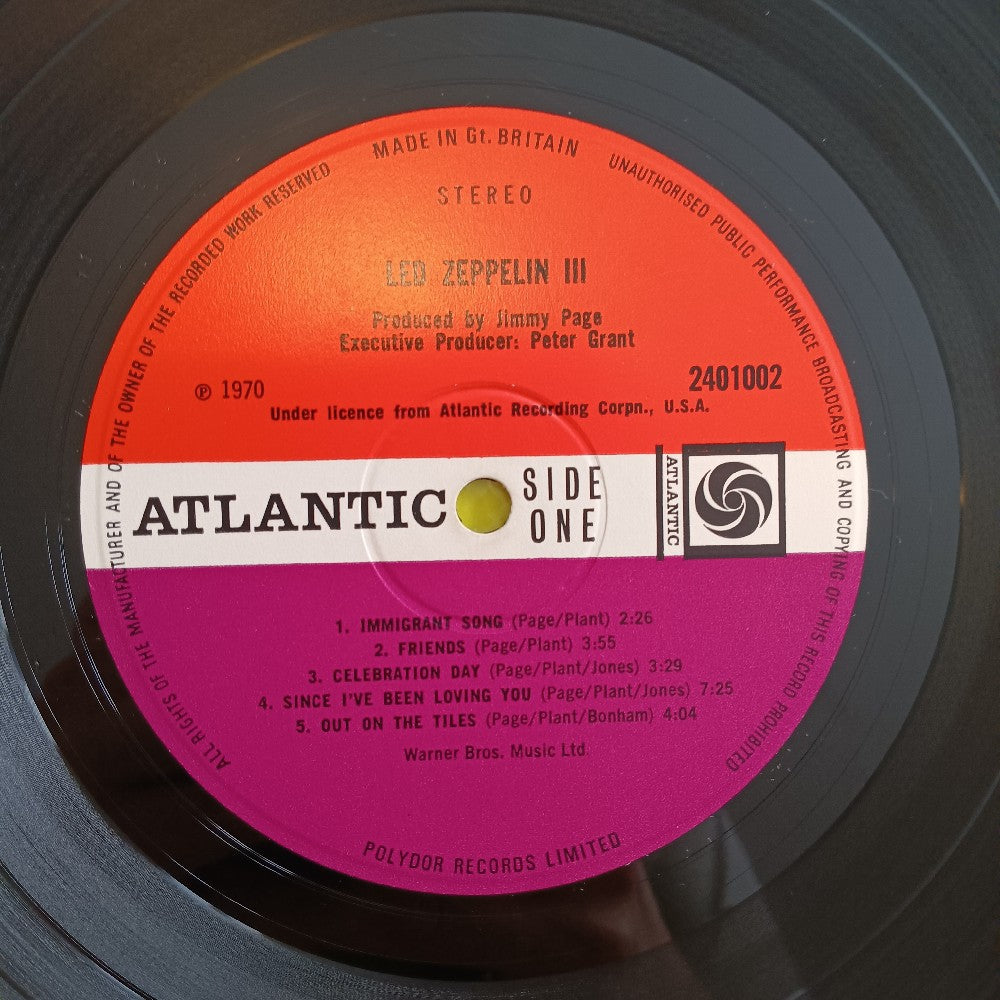 MADE IN Gt. BRITAIN
UNAUTHORISED PUBLIC PERFORMANCE BROADCASTING AND COPYING OF THIS RECORD PROHIBITED
ALL RIGHTS OF THE MANUFACTURER AND OF THE OWNER OF THE RECORDED WORK RESERVED
STEREO
LED ZEPPELIN III
Produced by Jimmy Page
Executive Producer: Peter Grant
℗ 1970
2401002
Under licence from Atlantic Recording Corpn., U.S.A.
ATLANTIC
SIDE
ONE
ATLANTIC
1. IMMIGRANT SONG (Page/Plant) 2:26
2. FRIENDS (Page/Plant) 3:55
3. CELEBRATION DAY (Page/Plant/Jones) 3:29
4. SINCE I'VE BEEN LOVING YOU (Page/Plant/Jones) 7:25
5. OUT ON THE TILES (Page/Plant/Bonham) 4:04
Warner Bros. Music Ltd
POLYDOR RECORDS LIMITED